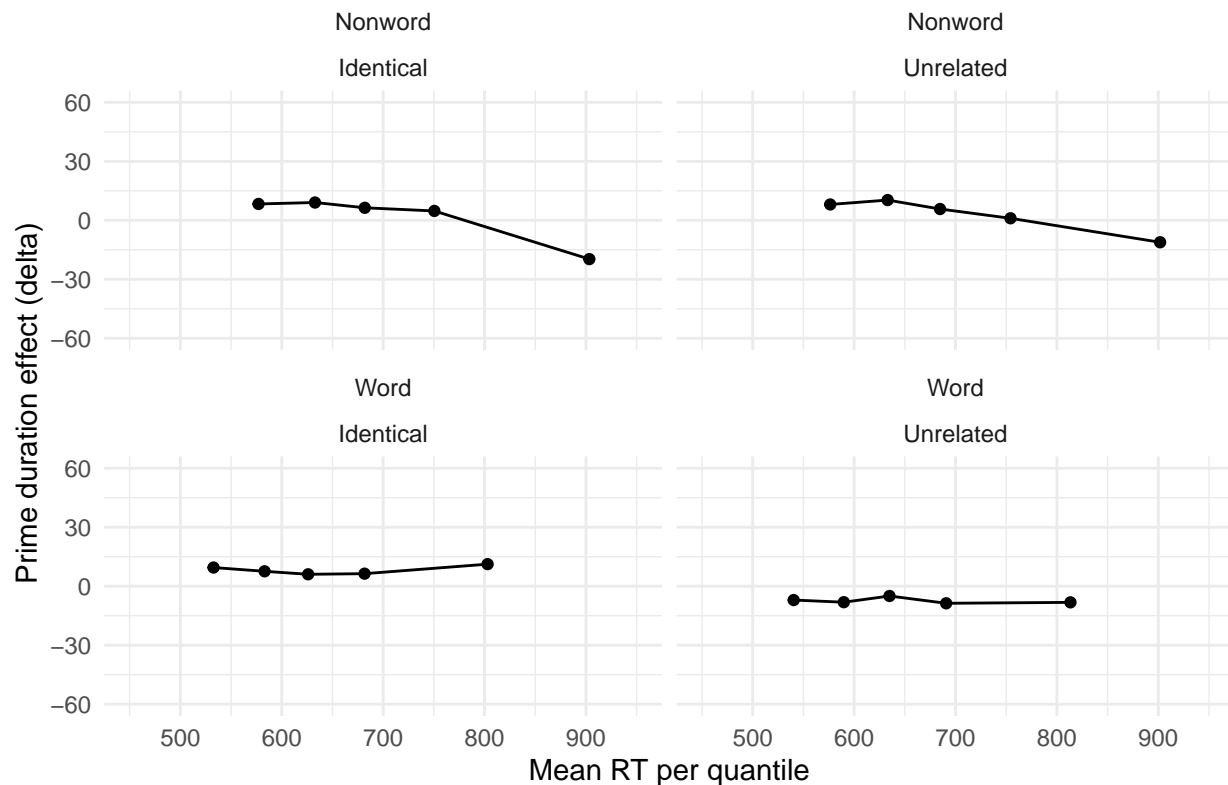 Nonword
Nonword
Identical
Unrelated
60
30
0
−30
−60
Word
Word
Identical
Unrelated
60
30
0
−30
−60
500 600 700 800 900
500 600 700 800 900
Mean RT per quantile
Prime duration effect (delta)